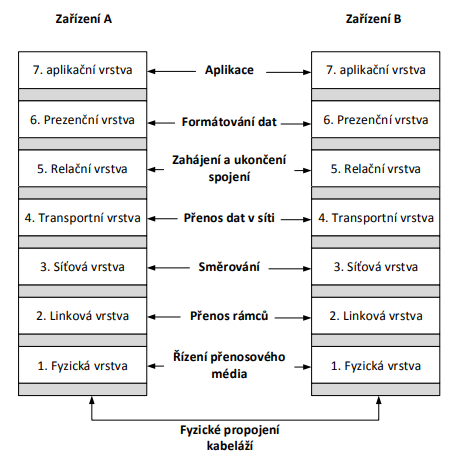 Zařízení A
Zařízení B
7. aplikační vrstva
Aplikace
7. aplikační vrstva
6. Prezenční vrstva
Formátování dat
6. Prezenční vrstva
5. Relační vrstva
Zahájení a ukončení
spojení
5. Relační vrstva
4. Transportní vrstva
Přenos dat v síti
4. Transportní vrstva
3. Síťová vrstva
Směrování
3. Síťová vrstva
2. Linková vrstva
Přenos rámců
2. Linková vrstva
1. Fyzická vrstva
Řízení přenosového
média
1. Fyzická vrstva
Fyzické propojení
kabeláží